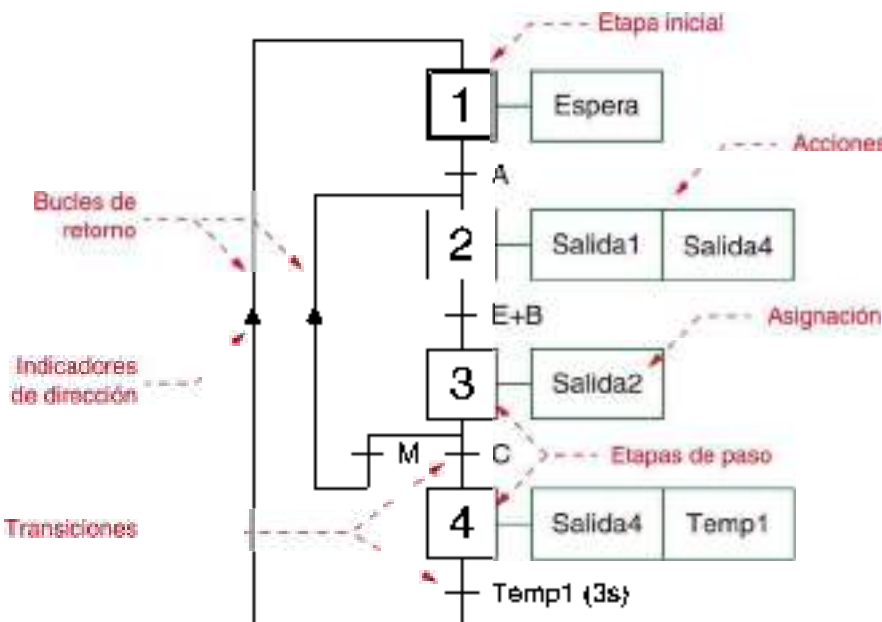 Etapa inicial
1
Espera
Acciones
A
Bucles de
retorno
2
Salida1
Salida4
E+B
Asignación
Indicadores
de dirección
3
Salida2
M
C
Etapas de paso
Transiciones
4
Salida4
Temp1
Temp1 (3s)